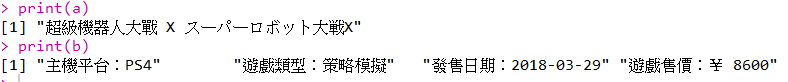 > print(a)
[1] "超級機器人大戰 X スーパーロボット大戦X"
> print(b)
[1] "主機平台：PS4" "遊戲類型：策略模擬" "發售日期：2018-03-29" "遊戲售價：￥ 8600"